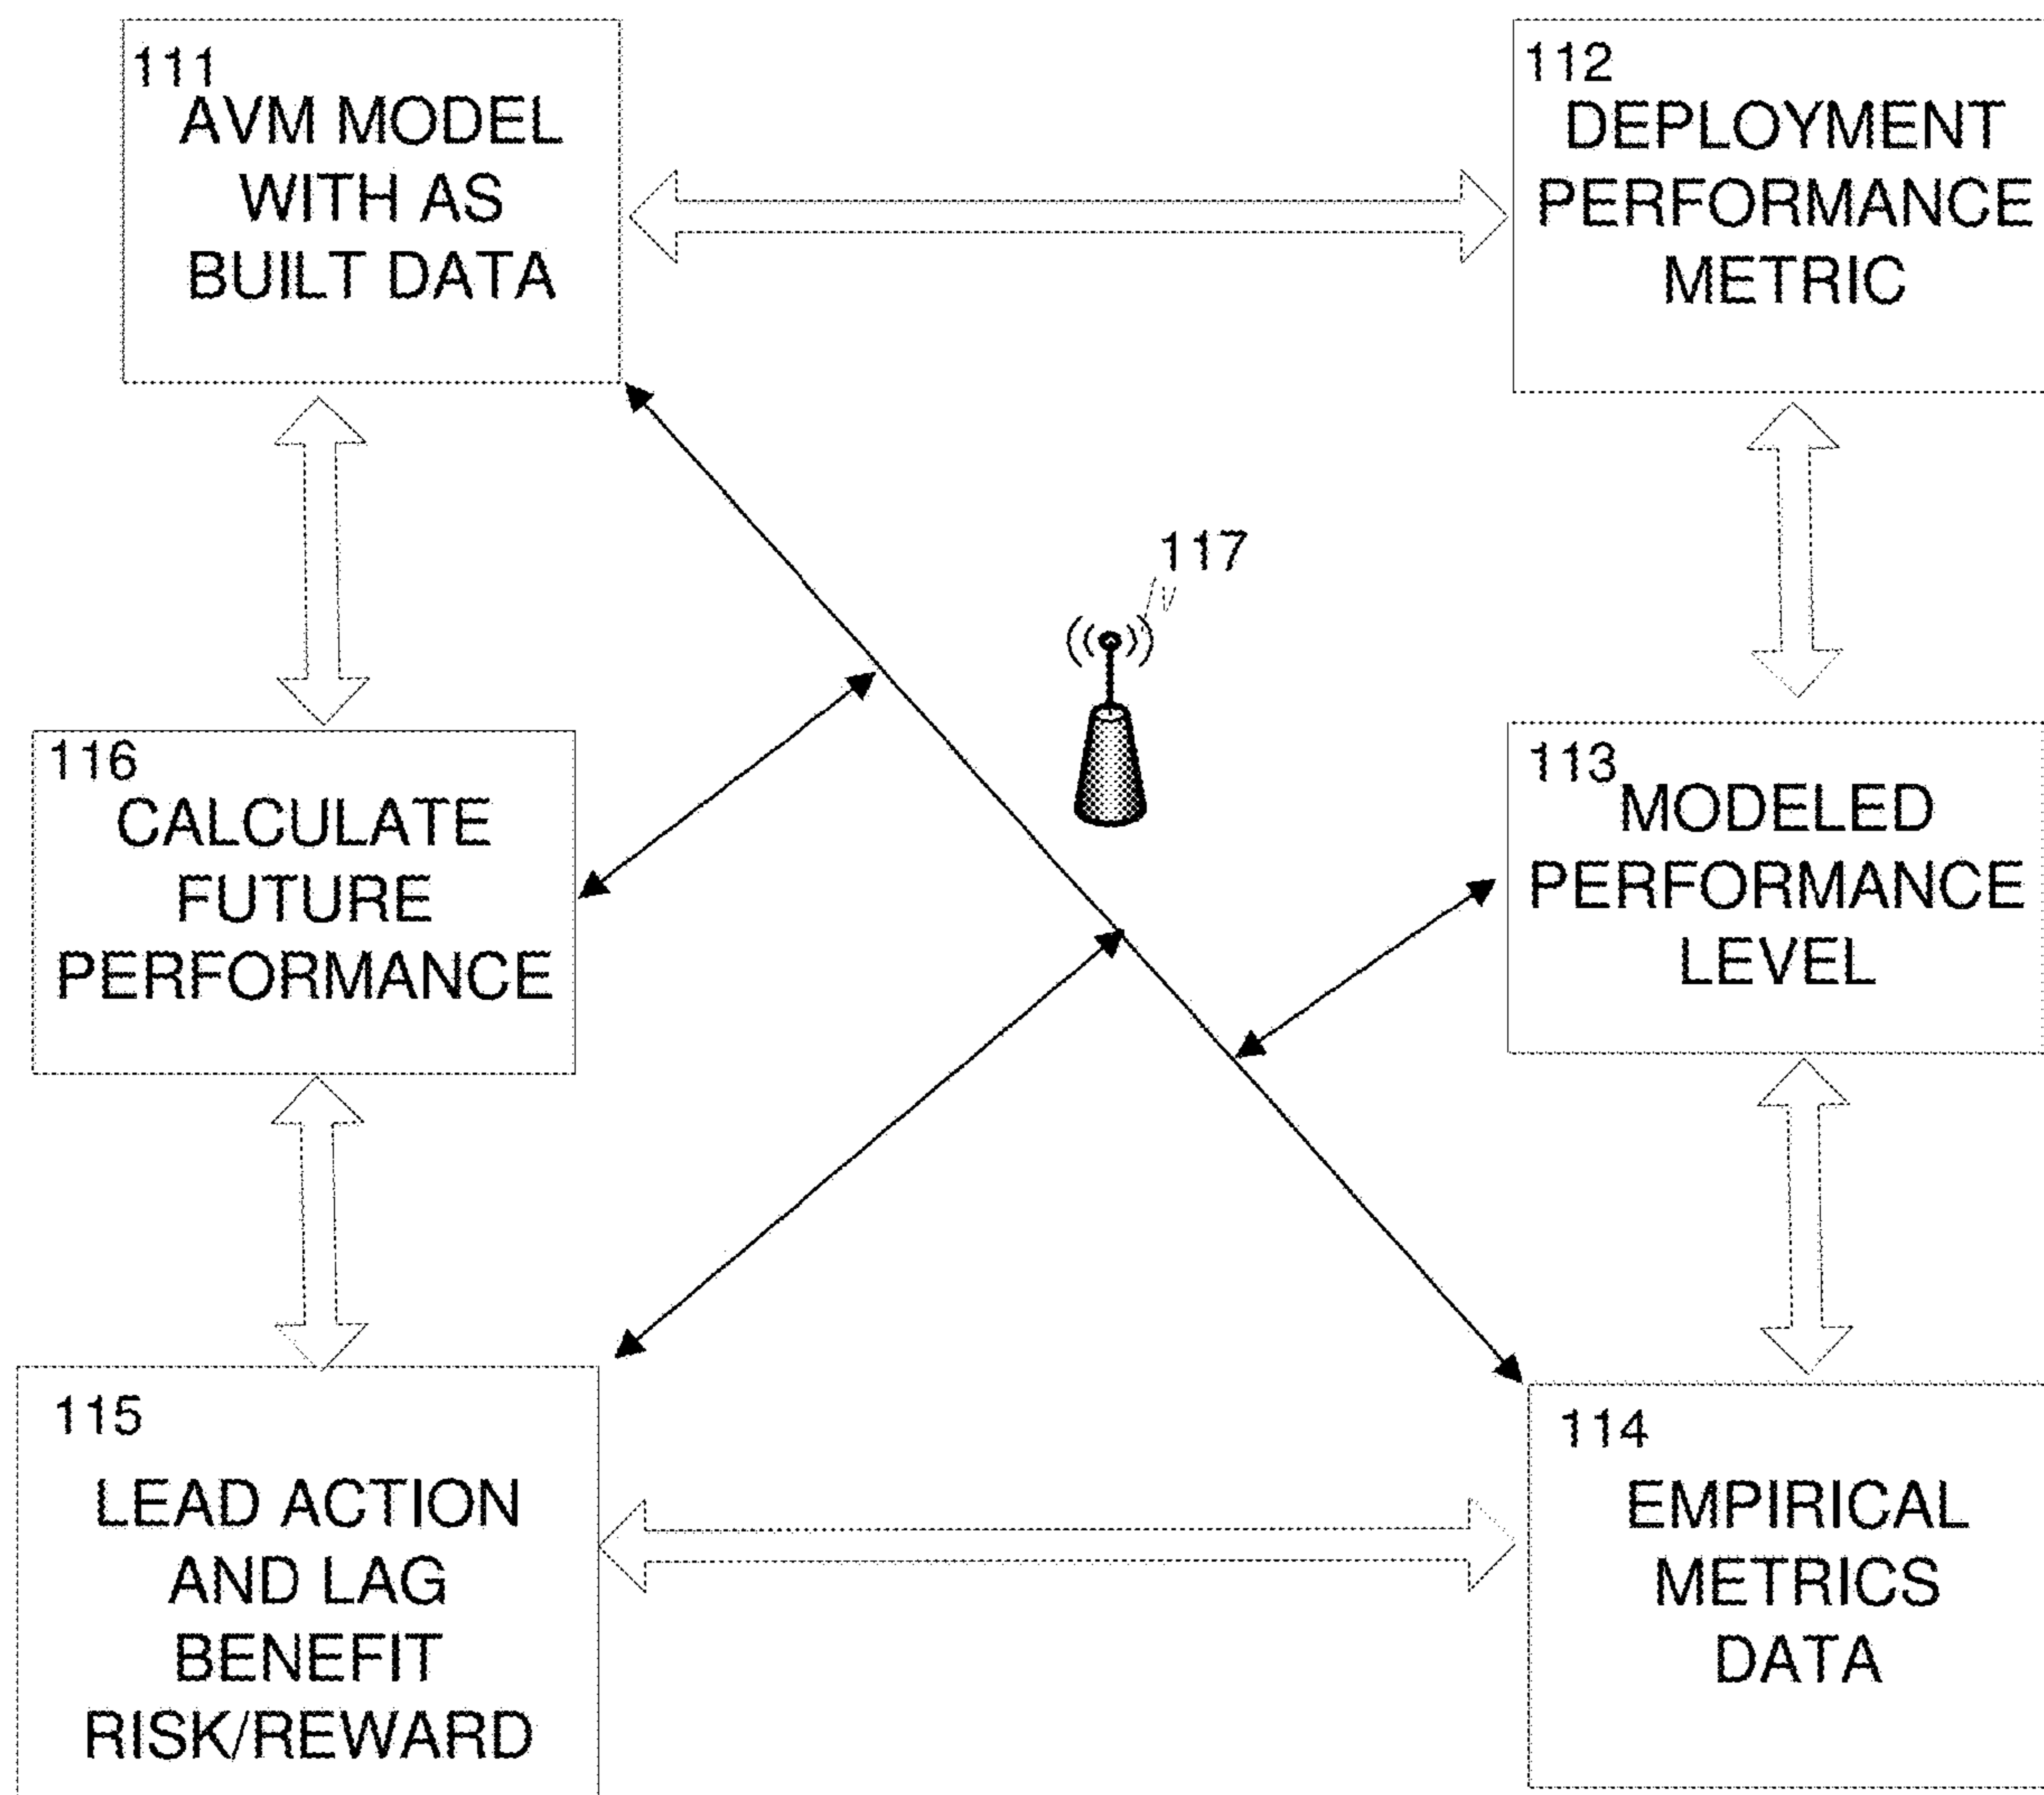 111
AVM MODEL
WITH AS
BUILT DATA
112
DEPLOYMENT
PERFORMANCE
METRIC
117
116
CALCULATE
FUTURE
PERFORMANCE
113
MODELED
PERFORMANCE
LEVEL
115
LEAD ACTION
AND LAG
BENEFIT
RISK/REWARD
114
EMPIRICAL
METRICS
DATA